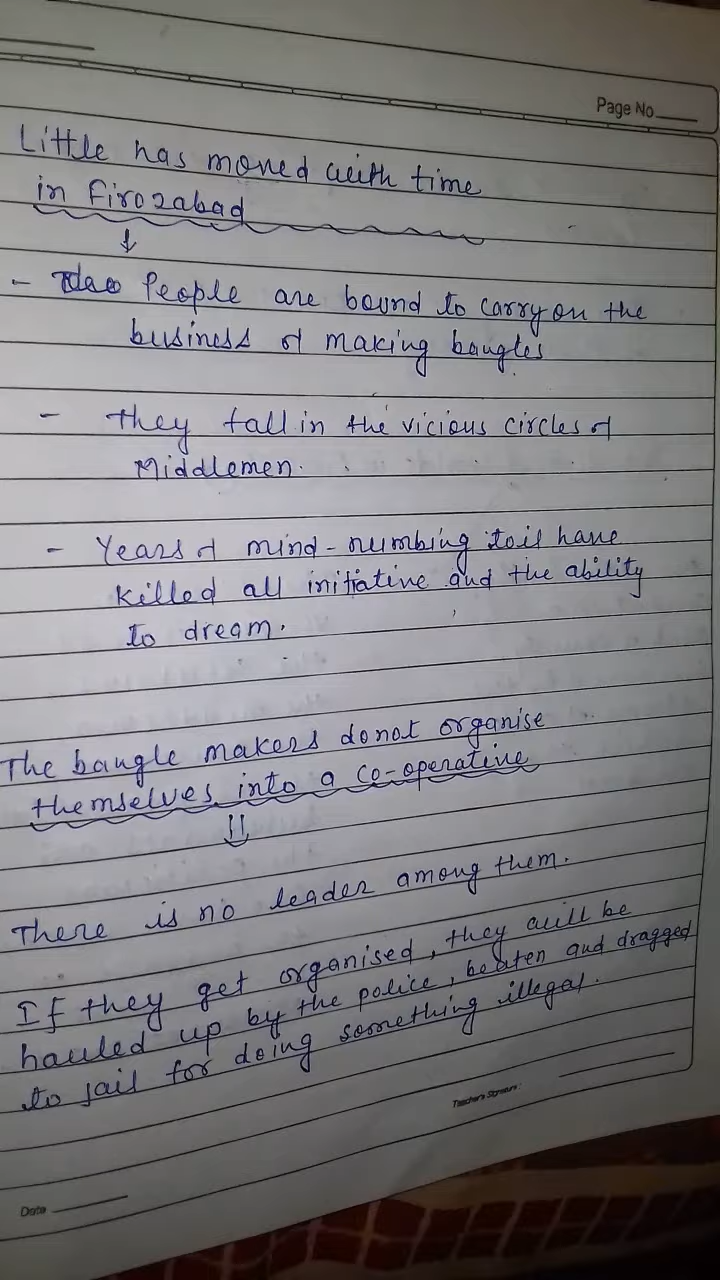 Page No
Little has moved with time
in Firozabad
↓
- People are bound to carry on the
business of making bangles
- they fall in the vicious circles of
Middlemen.
- Years of mind-numbing toil have
killed all initiative and the ability
to dream.
The bangle makers donot organise
themselves into a co-operative
⇓
There is no leader among them.
If they get organised, they will be
hauled up by the police, beaten and dragged
to jail for doing something illegal.
Teacher's Signature:
Date